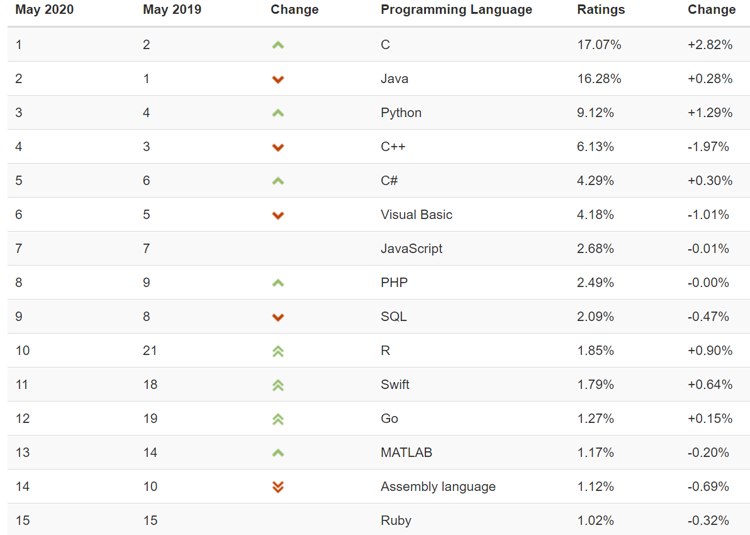 May 2020 May 2019 Change Programming Language Ratings Change
1 2 C 17.07% +2.82%
2 1 Java 16.28% +0.28%
3 4 Python 9.12% +1.29%
4 3 C++ 6.13% -1.97%
5 6 C# 4.29% +0.30%
6 5 Visual Basic 4.18% -1.01%
7 7 JavaScript 2.68% -0.01%
8 9 PHP 2.49% -0.00%
9 8 SQL 2.09% -0.47%
10 21 R 1.85% +0.90%
11 18 Swift 1.79% +0.64%
12 19 Go 1.27% +0.15%
13 14 MATLAB 1.17% -0.20%
14 10 Assembly language 1.12% -0.69%
15 15 Ruby 1.02% -0.32%